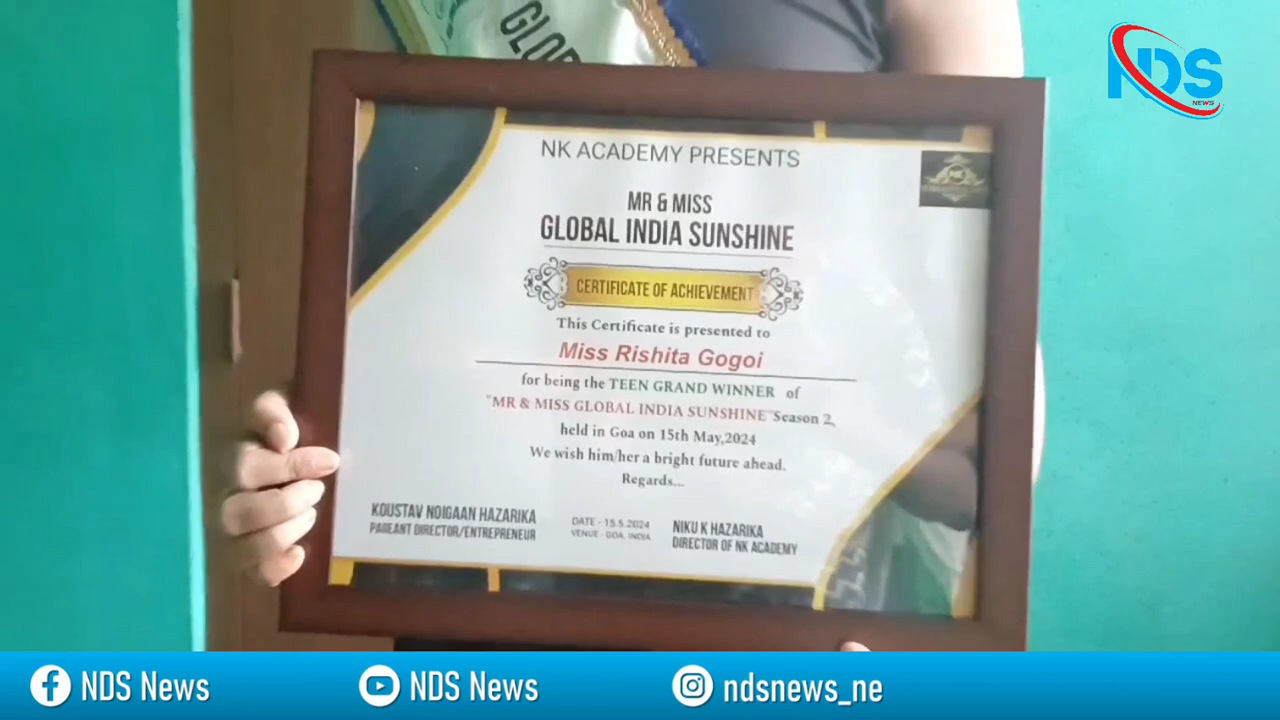 GLOB
NDS
NEWS
NK ACADEMY PRESENTS
NK
MR & MISS
GLOBAL INDIA SUNSHINE
CERTIFICATE OF ACHIEVEMENT
This Certificate is presented to
Miss Rishita Gogoi
for being the TEEN GRAND WINNER of
"MR & MISS GLOBAL INDIA SUNSHINE" Season 2,
held in Goa on 15th May,2024
We wish him/her a bright future ahead.
Regards...
KOUSTAV NOIGAAN HAZARIKA
PAGEANT DIRECTOR/ENTREPRENEUR
DATE - 15.5.2024
VENUE - GOA, INDIA
NIKU K HAZARIKA
DIRECTOR OF NK ACADEMY
NDS News
NDS News
ndsnews_ne